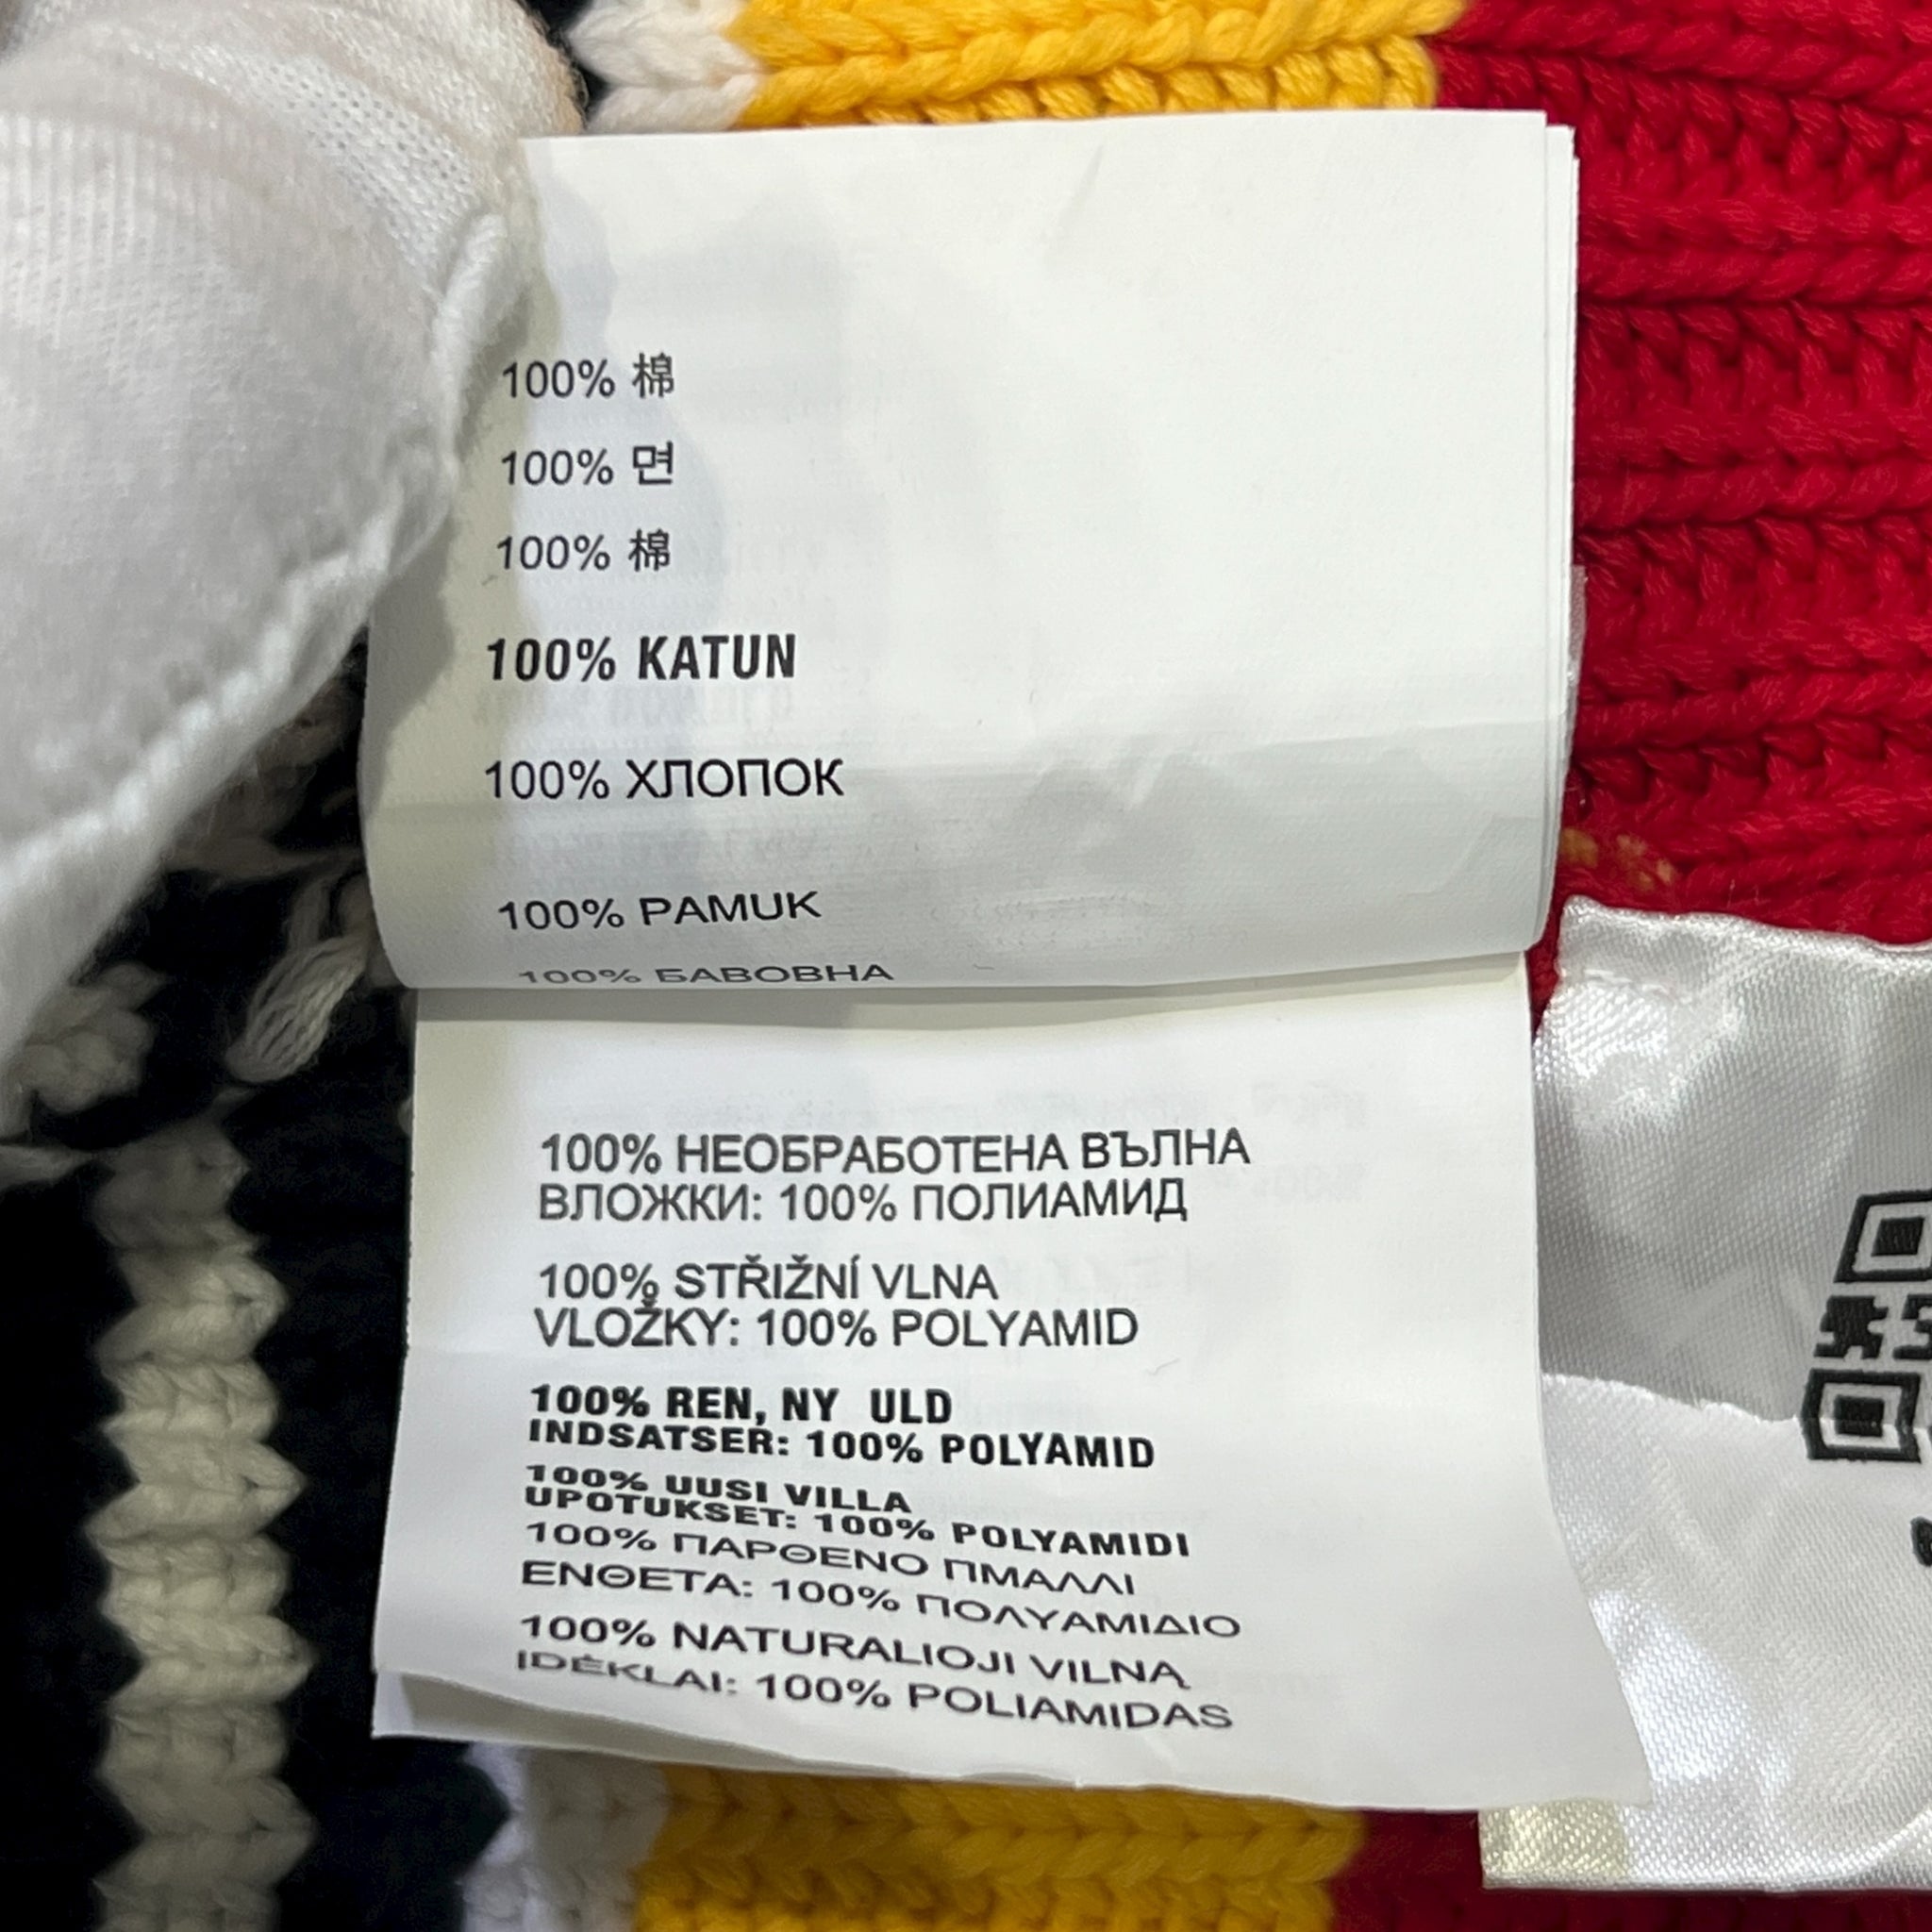 100% 棉
100% 면
100% 棉
100% KATUN
100% ХЛОПОК
100% PAMUK
100% БАВОВНА
100% НЕОБРАБОТЕНА ВЪЛНА
ВЛОЖКИ: 100% ПОЛИАМИД
100% STŘIŽNÍ VLNA
VLOŽKY: 100% POLYAMID
100% REN, NY ULD
INDSATSER: 100% POLYAMID
100% UUSI VILLA
UPOTUKSET: 100% POLYAMIDI
100% ΠΑΡΘΕΝΟ ΠΜΑΛΛΙ
ΕΝΘΕΤΑ: 100% ΠΟΛΥΑΜΙΔΙΟ
100% NATURALIOJI VILNA
IDĖKLAI: 100% POLIAMIDAS